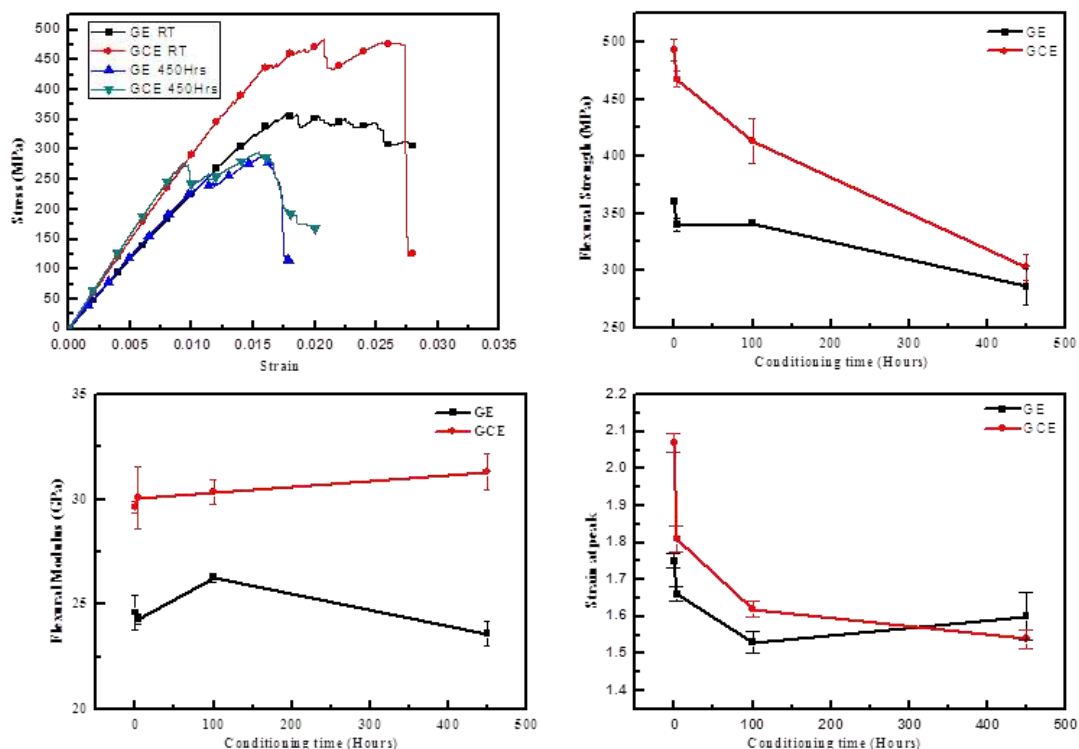 500
450
400
350
300
250
200
150
100
50
0
Stress (MPa)
GE RT
GCE RT
GE 450Hrs
GCE 450Hrs
0.000 0.005 0.010 0.015 0.020 0.025 0.030 0.035
Strain
500
450
400
350
300
250
Flexural Strength (MPa)
GE
GCE
0 100 200 300 400 500
Conditioning time (Hours)
35
30
25
20
Flexural Modulus (GPa)
GE
GCE
0 100 200 300 400 500
Conditioning time (Hours)
2.2
2.1
2.0
1.9
1.8
1.7
1.6
1.5
1.4
Strain at peak
GE
GCE
0 100 200 300 400 500
Conditioning time (Hours)